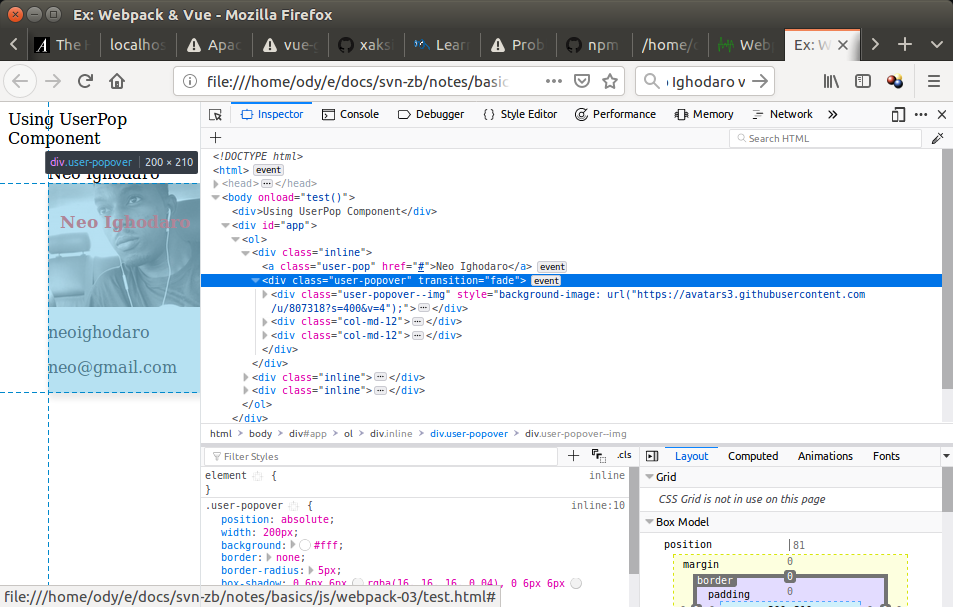 Ex: Webpack & Vue - Mozilla Firefox
The localhos Apac vue- xaks Lear Prob npm /home/ Web Ex: W
file:///home/ody/e/docs/svn-zb/notes/basic Ighodaro v
Using UserPop
Component
Inspector Console Debugger Style Editor Performance Memory Network
Search HTML
div.user-popover 200 × 210
Neo Ighodaro
Neo Ighodaro
neoighodaro
neo@gmail.com
<!DOCTYPE html>
<html> event
<head></head>
<body onload="test()">
<div>Using UserPop Component</div>
<div id="app">
<ol>
<div class="inline">
<a class="user-pop" href="#">Neo Ighodaro</a> event
<div class="user-popover" transition="fade"> event
<div class="user-popover--img" style="background-image: url("https://avatars3.githubusercontent.com
/u/807318?s=400&v=4");"></div>
<div class="col-md-12"></div>
<div class="col-md-12"></div>
</div>
</div>
<div class="inline"></div>
<div class="inline"></div>
</ol>
</div>
html body div#app ol div.inline div.user-popover div.user-popover--img
Filter Styles .cls
element { inline
}
.user-popover { inline:10
position: absolute;
width: 200px;
background: #fff;
border: none;
border-radius: 5px;
box-shadow: 0 6px 6px rgba(16, 16, 16, 0.04), 0 6px 6px
Layout Computed Animations Fonts
Grid
CSS Grid is not in use on this page
Box Model
position 81
margin 0
border 0
padding 0
file:///home/ody/e/docs/svn-zb/notes/basics/js/webpack-03/test.html#